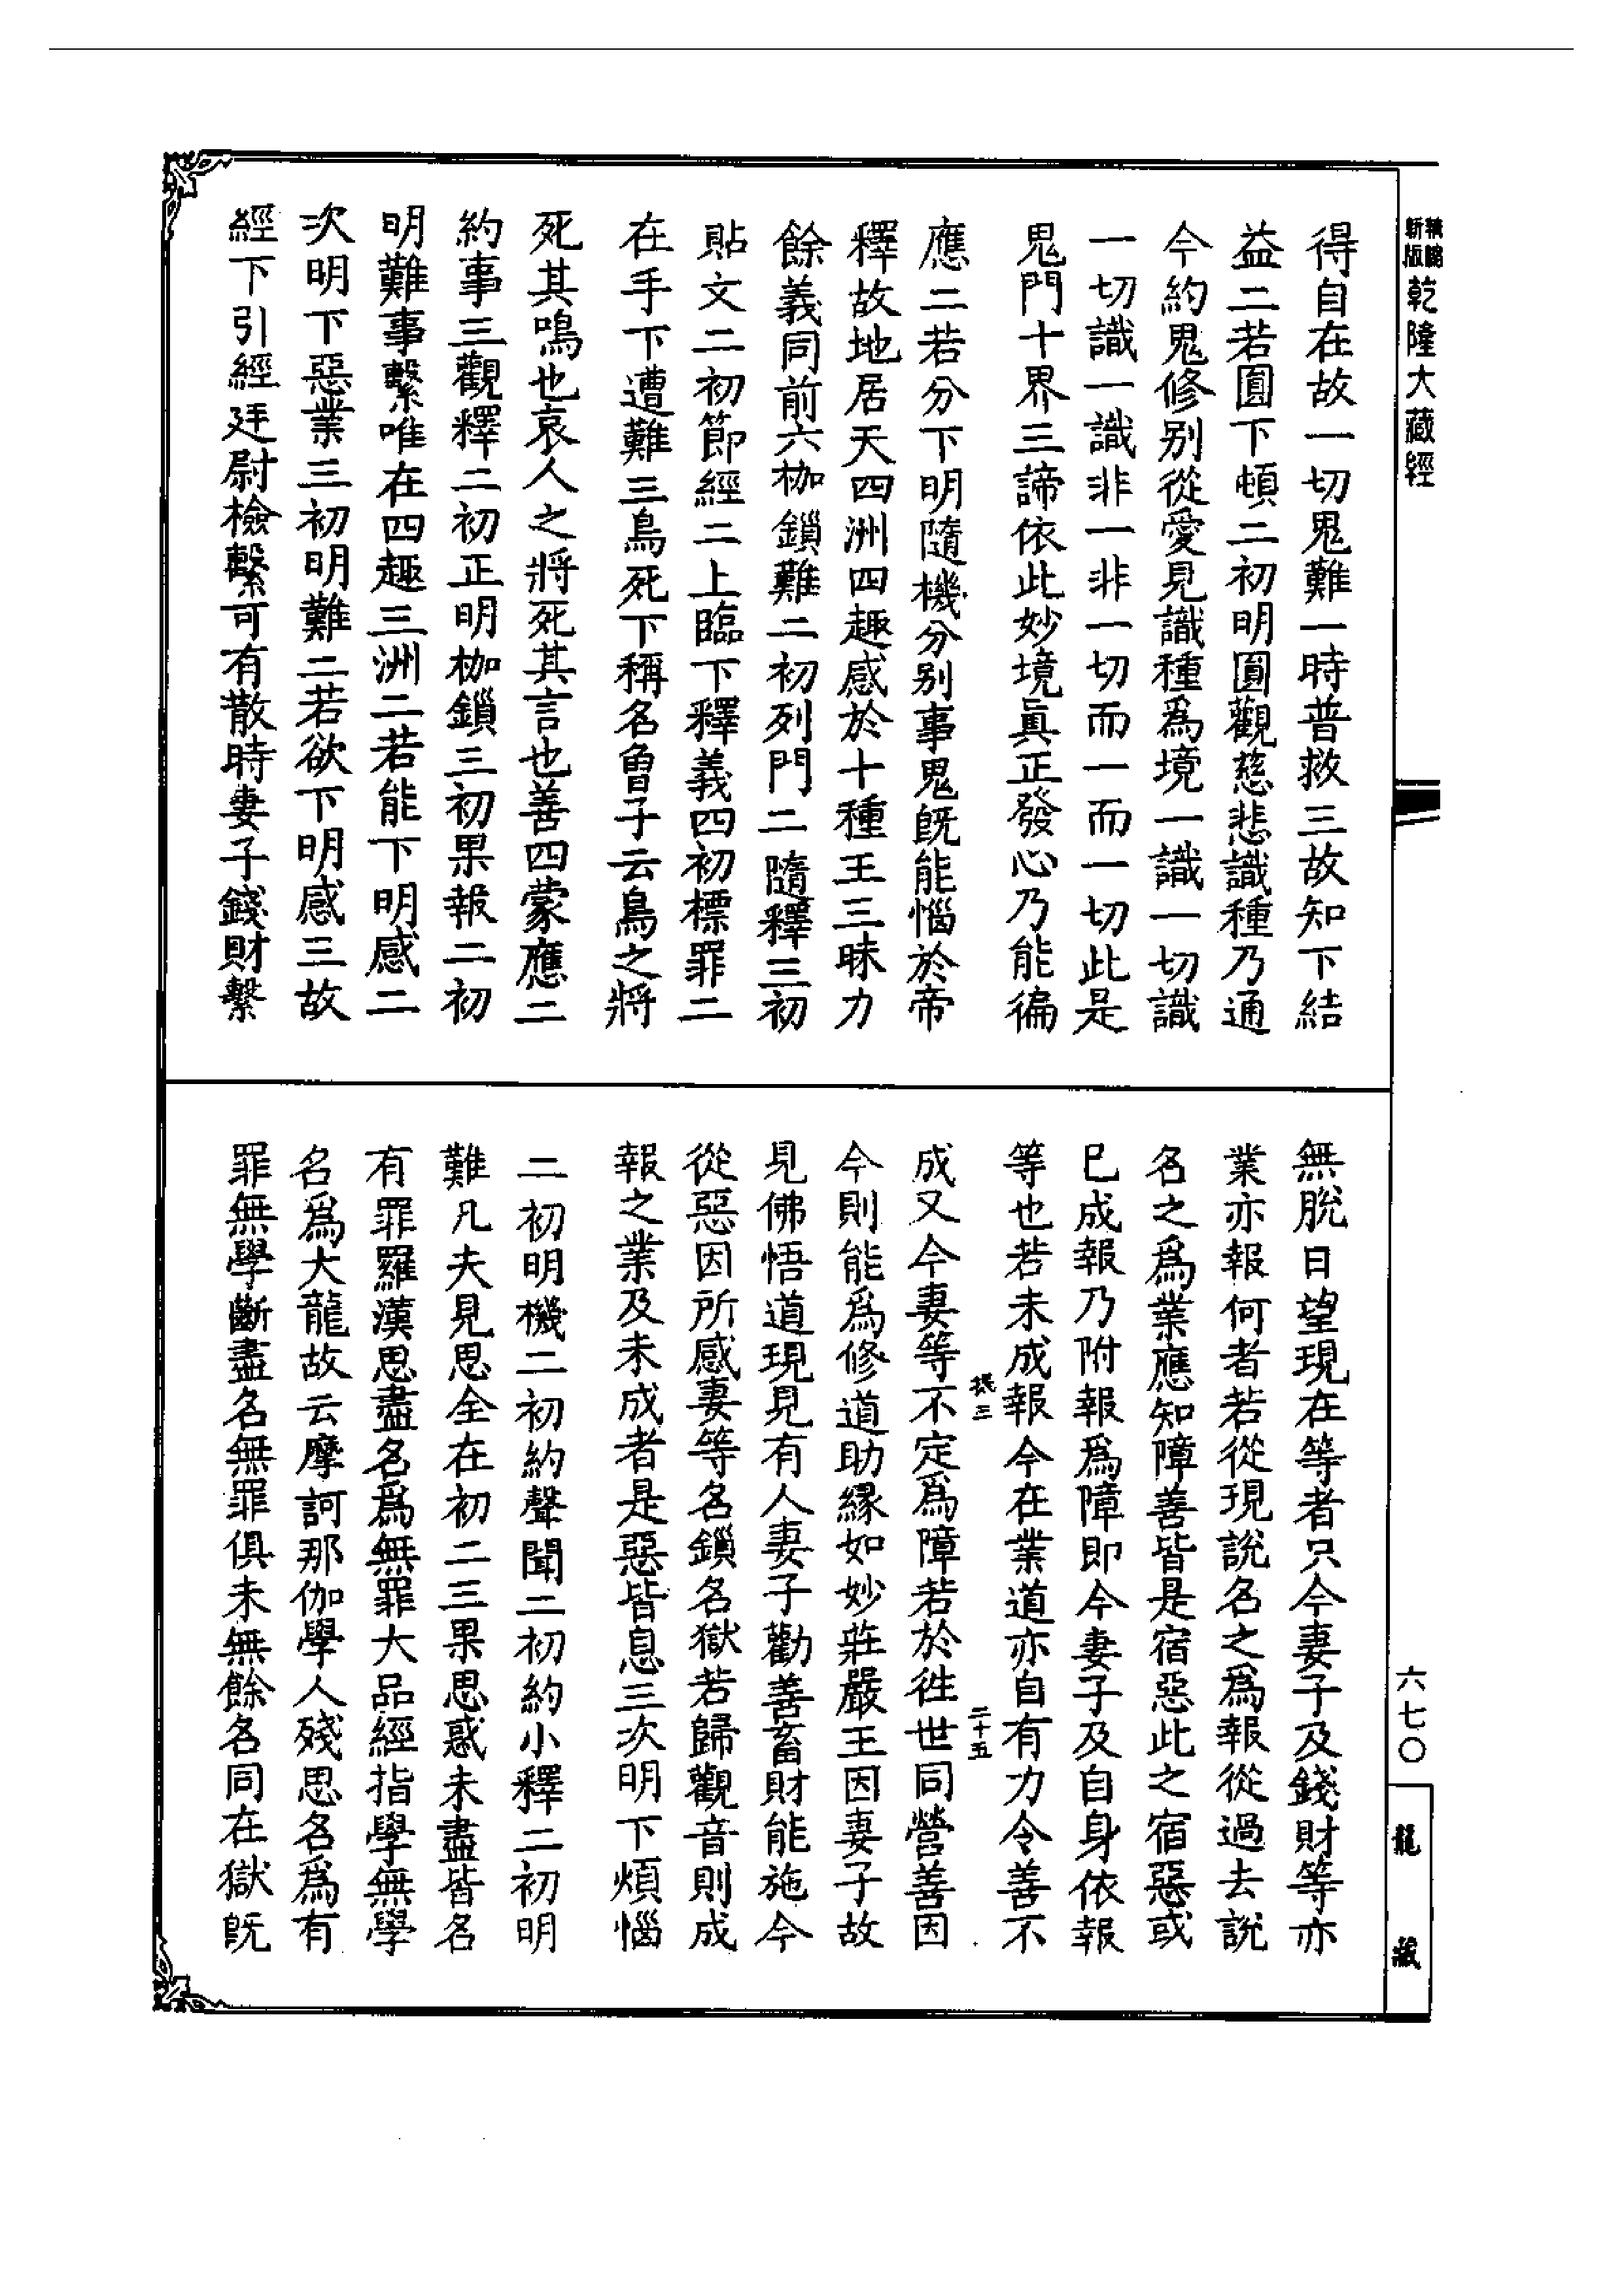 新版
乾隆大藏經
得自在故一切鬼難一時普救三故知下結
益二若圓下頓二初明圓觀慈悲識種乃通
今約鬼修別從愛見識種爲境一識一切識
一切識一識非一非一切而一而一切此是
鬼門十界三諦依此妙境眞正發心乃能徧
應二若分下明隨機分別事鬼既能惱於帝
釋故地居天四洲四趣感於十種王三昧力
餘義同前六枷鎖難二初列門二隨釋三初
貼文二初節經二上臨下釋義四初標罪二
在手下遭難三鳥死下稱名魯子云鳥之將
死其鳴也哀人之將死其言也善四蒙應二
約事三觀釋二初正明枷鎖三初果報二初
明難事繫唯在四趣三洲二若能下明感二
次明下惡業三初明難二若欲下明感三故
經下引經廷尉檢繫可有散時妻子錢財繫
無脫日望現在等者只今妻子及錢財等亦
業亦報何者若從現說名之爲報從過去說
名之爲業應知障善皆是宿惡此之宿惡或
已成報乃附報爲障即今妻子及自身依報
等也若未成報今在業道亦自有力令善不
成又今妻等不定爲障若於徃世同營善因
今則能爲修道助緣如妙莊嚴王因妻子故
見佛悟道現見有人妻子勸善畜財能施今
從惡因所感妻等名鎖名獄若歸觀音則成
報之業及未成者是惡皆息三次明下煩惱
二初明機二初約聲聞二初約小釋二初明
難凡夫見思全在初二三果思惑未盡皆名
有罪羅漢思盡名爲無罪大品經指學無學
名爲大龍故云摩訶那伽學人殘思名爲有
罪無學斷盡名無罪俱未無餘名同在獄既
二十五
六七〇
龍藏